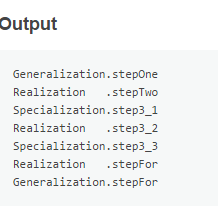 Output
Generalization.stepOne
Realization   .stepTwo
Specialization.step3_1
Realization   .step3_2
Specialization.step3_3
Realization   .stepFor
Generalization.stepFor